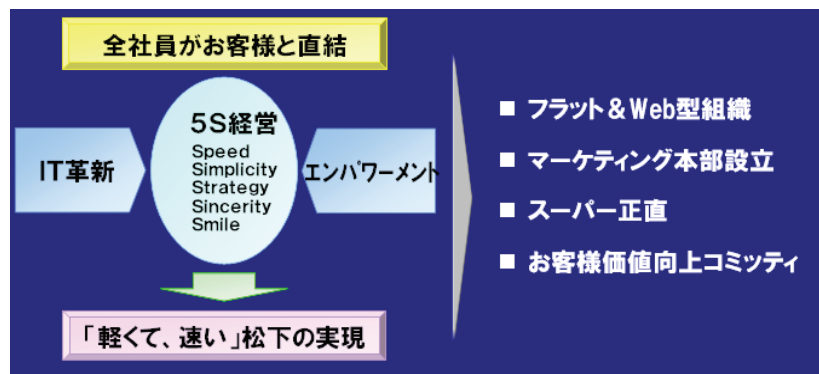 全社員がお客様と直結
IT革新
5S経営
Speed
Simplicity
Strategy
Sincerity
Smile
エンパワーメント
「軽くて、速い」松下の実現
■ フラット＆Web型組織
■ マーケティング本部設立
■ スーパー正直
■ お客様価値向上コミッティ